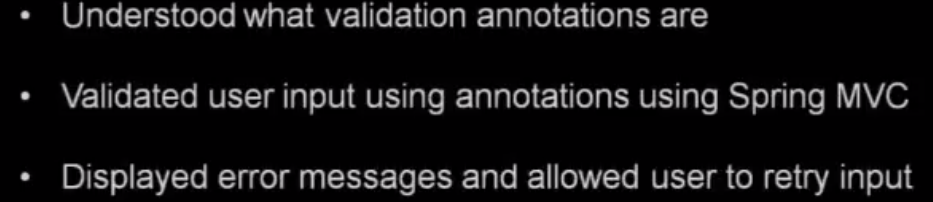 • Understood what validation annotations are
• Validated user input using annotations using Spring MVC
• Displayed error messages and allowed user to retry input